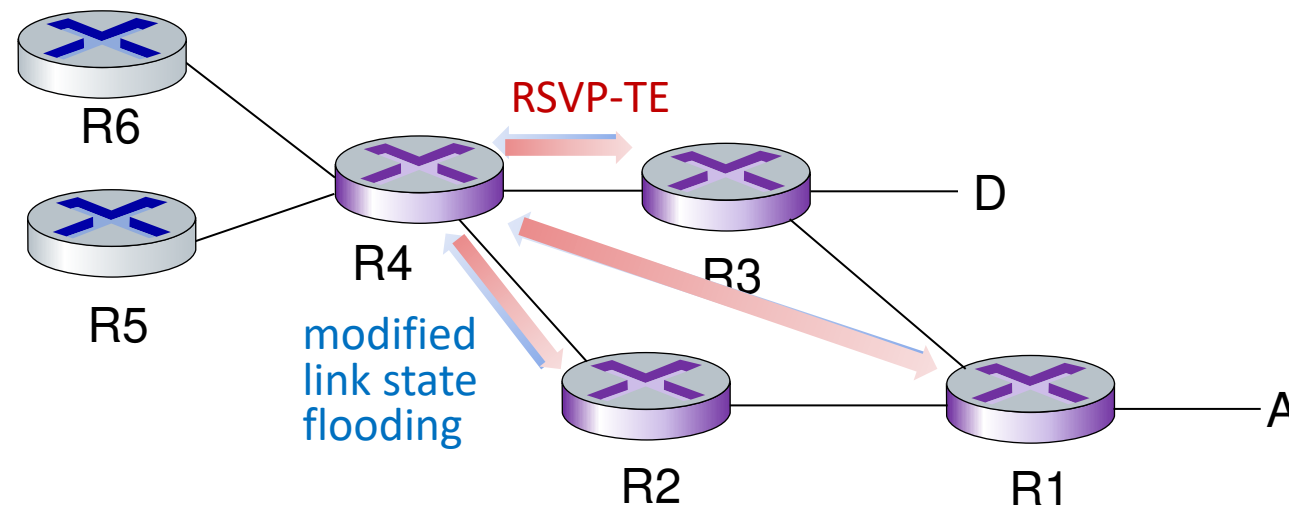 R6
RSVP-TE
D
R4
R3
R5
modified
link state
flooding
A
R2
R1